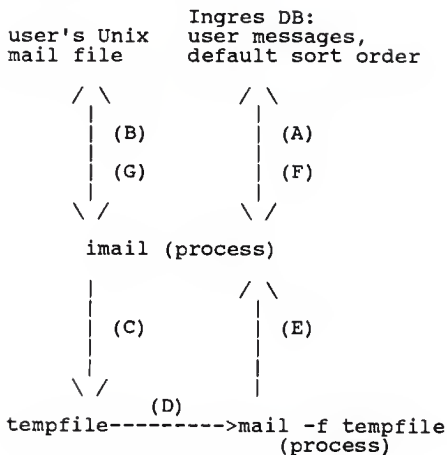 user's Unix
mail file
Ingres DB:
user messages,
default sort order
(B)
(G)
(A)
(F)
imail (process)
(C)
(E)
(D)
tempfile--------->mail -f tempfile
(process)